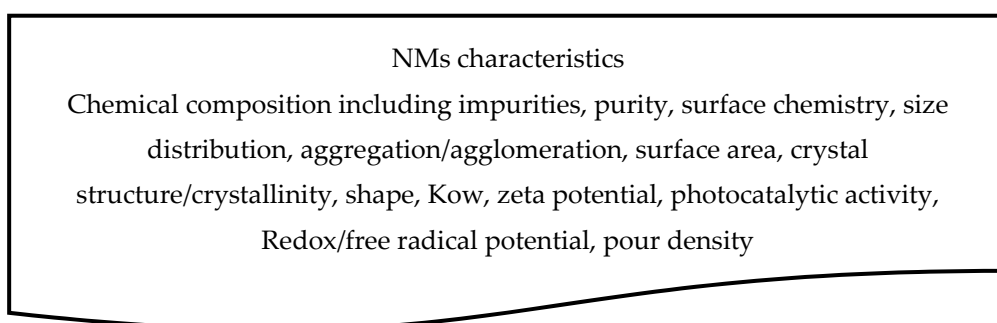 NMs characteristics
Chemical composition including impurities, purity, surface chemistry, size
distribution, aggregation/agglomeration, surface area, crystal
structure/crystallinity, shape, Kow, zeta potential, photocatalytic activity,
Redox/free radical potential, pour density